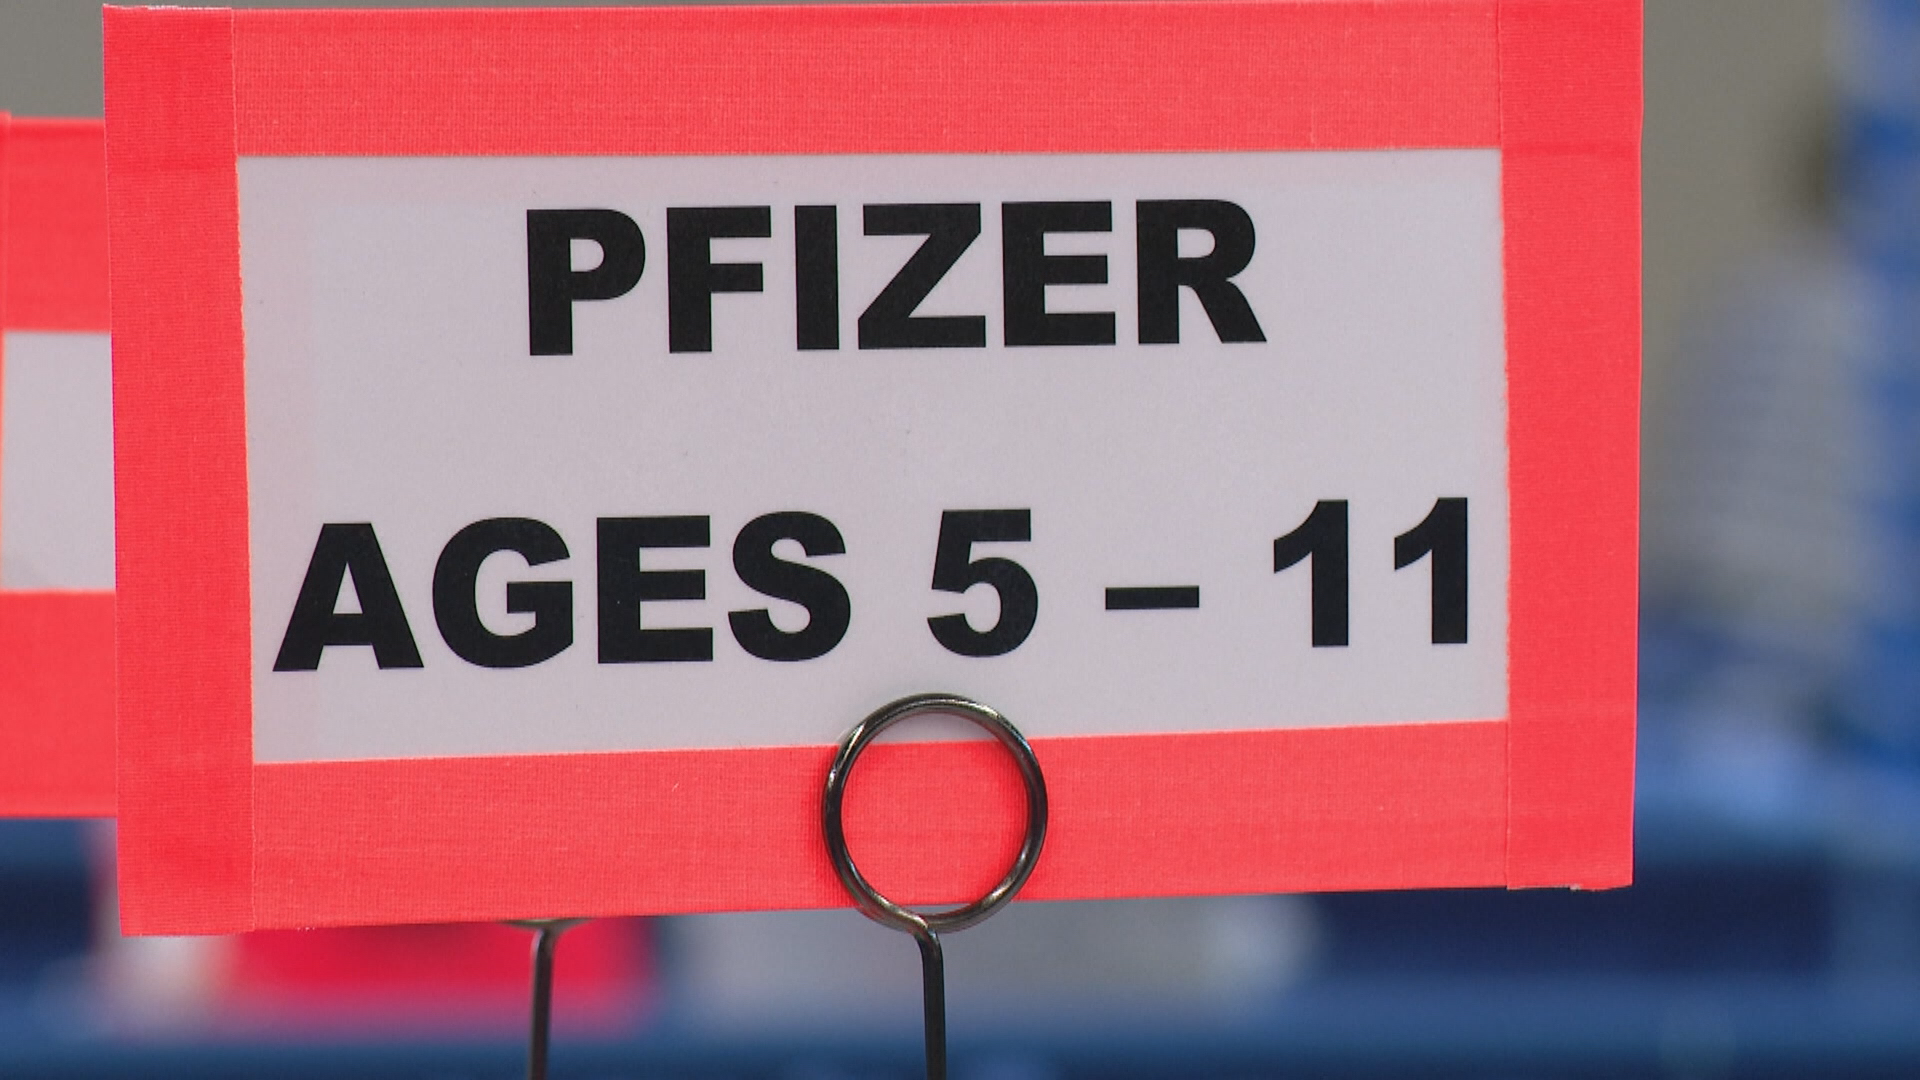 PFIZER
AGES 5 – 11